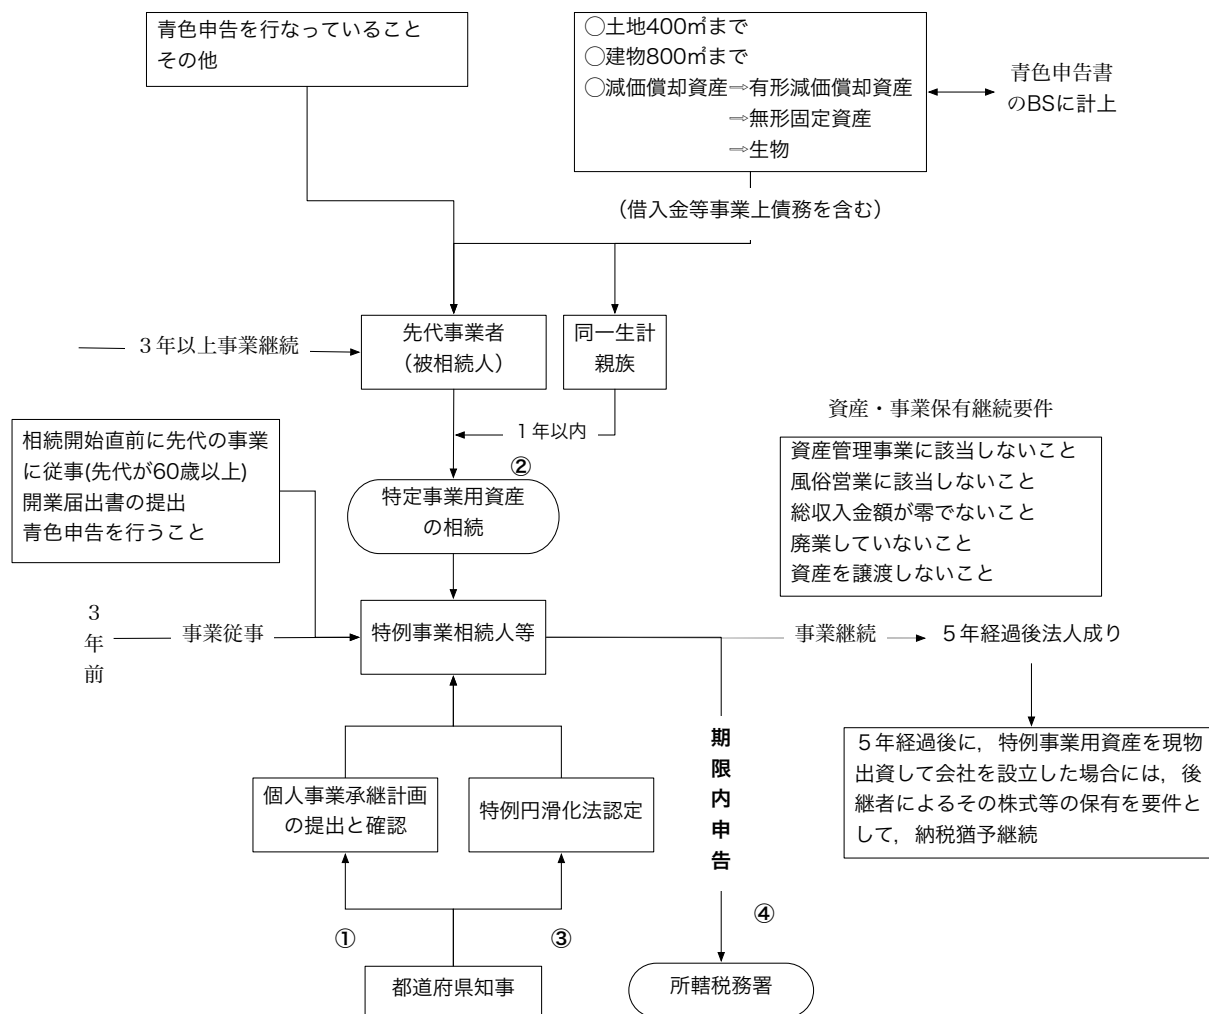 青色申告を行なっていること
その他
◯土地400㎡まで
◯建物800㎡まで
◯減価償却資産⇒有形減価償却資産
⇒無形固定資産
⇒生物
青色申告書
のBSに計上
（借入金等事業上債務を含む）
３年以上事業継続
先代事業者
（被相続人）
同一生計
親族
１年以内
②
特定事業用資産
の相続
相続開始直前に先代の事業
に従事(先代が60歳以上)
開業届出書の提出
青色申告を行うこと
資産・事業保有継続要件
資産管理事業に該当しないこと
風俗営業に該当しないこと
総収入金額が零でないこと
廃業していないこと
資産を譲渡しないこと
３
年
前
事業従事
特例事業相続人等
事業継続
５年経過後法人成り
５年経過後に，特例事業用資産を現物
出資して会社を設立した場合には，後
継者によるその株式等の保有を要件と
して，納税猶予継続
期
限
内
申
告
個人事業承継計画
の提出と確認
特例円滑化法認定
①
③
④
都道府県知事
所轄税務署